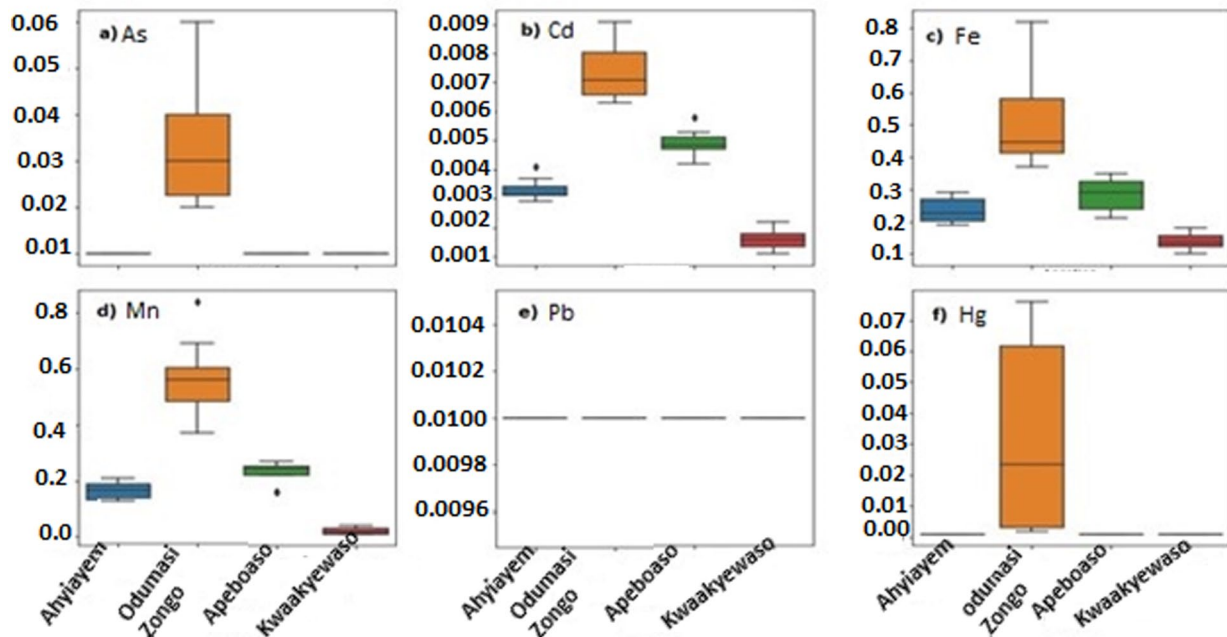 a) As
0.06
0.05
0.04
0.03
0.02
0.01
b) Cd
0.009
0.008
0.007
0.006
0.005
0.004
0.003
0.002
0.001
c) Fe
0.8
0.7
0.6
0.5
0.4
0.3
0.2
0.1
d) Mn
0.8
0.6
0.4
0.2
0.0
Ahyiayem
Odumasi
Zongo
Apeboaso
Kwaakyewaso
e) Pb
0.0104
0.0102
0.0100
0.0098
0.0096
Ahyiayem
Odumasi
Zongo
Apeboaso
Kwaakyewaso
f) Hg
0.07
0.06
0.05
0.04
0.03
0.02
0.01
0.00
Ahyiayem
odumasi
Zongo
Apeboaso
Kwaakyewaso